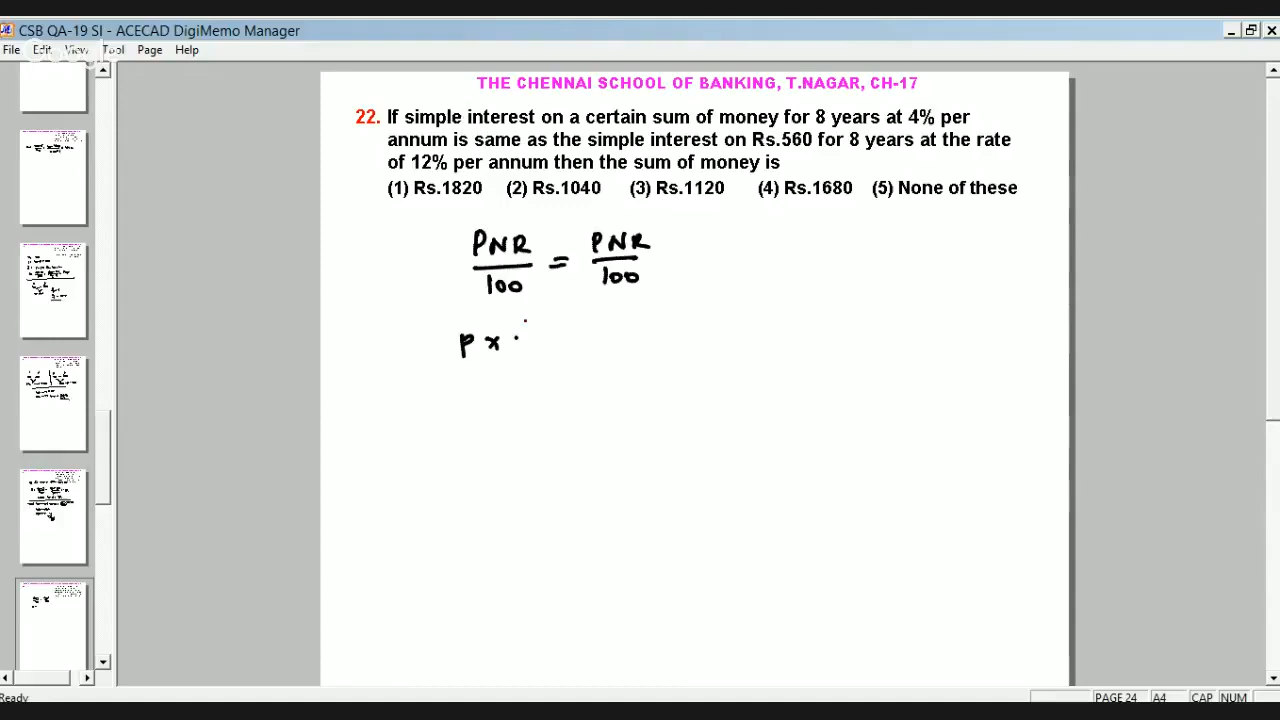 CSB QA-19 SI - ACECAD DigiMemo Manager
File Edit View Tool Page Help
Google
THE CHENNAI SCHOOL OF BANKING, T.NAGAR, CH-17
22. If simple interest on a certain sum of money for 8 years at 4% per
annum is same as the simple interest on Rs.560 for 8 years at the rate
of 12% per annum then the sum of money is
(1) Rs.1820 (2) Rs.1040 (3) Rs.1120 (4) Rs.1680 (5) None of these
PNR/100 = PNR/100
P x
Ready PAGE 24 A4 CAP NUM